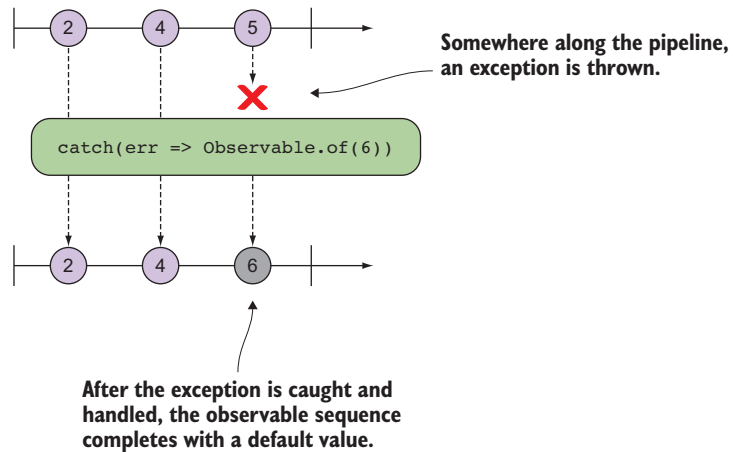 2 4 5
Somewhere along the pipeline,
an exception is thrown.
catch(err => Observable.of(6))
2 4 6
After the exception is caught and
handled, the observable sequence
completes with a default value.